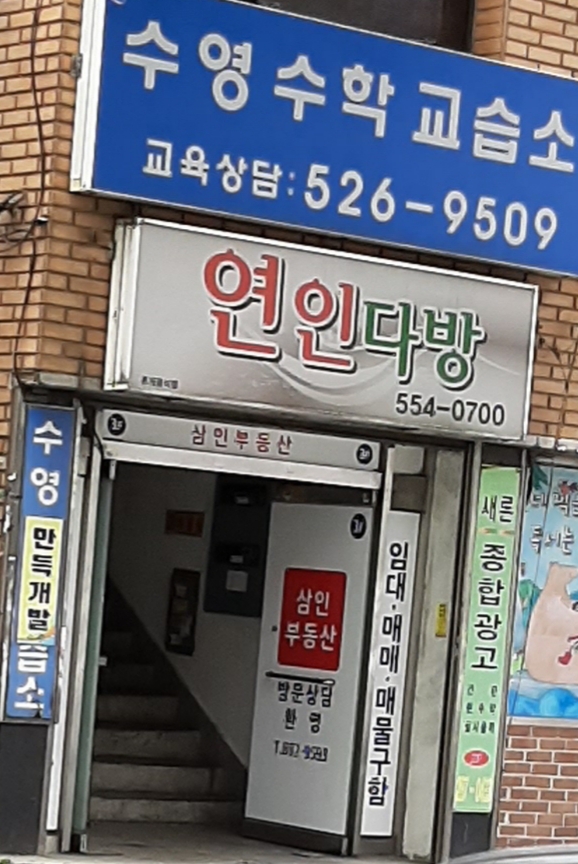 수영수학교습소
교육상담:526-9509
연인다방
554-0700
3F 삼인부동산 3F
수영
만득개발
습소
3F
삼인
부동산
방문상담
환영
임대·매매·매물구함
새론
종합광고